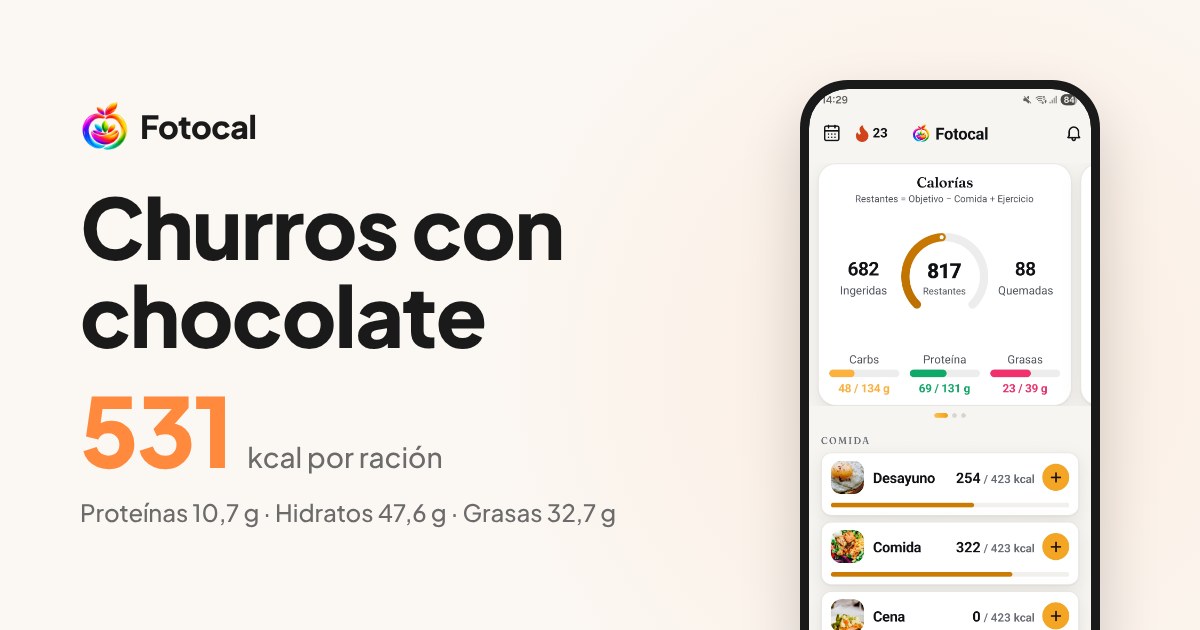 Fotocal
Churros con
chocolate
531 kcal por ración
Proteínas 10,7 g · Hidratos 47,6 g · Grasas 32,7 g
14:29
84
23
Fotocal
Calorías
Restantes = Objetivo − Comida + Ejercicio
682
Ingeridas
817
Restantes
88
Quemadas
Carbs
Proteína
Grasas
48 / 134 g
69 / 131 g
23 / 39 g
COMIDA
Desayuno 254 / 423 kcal +
Comida 322 / 423 kcal +
Cena 0 / 423 kcal +